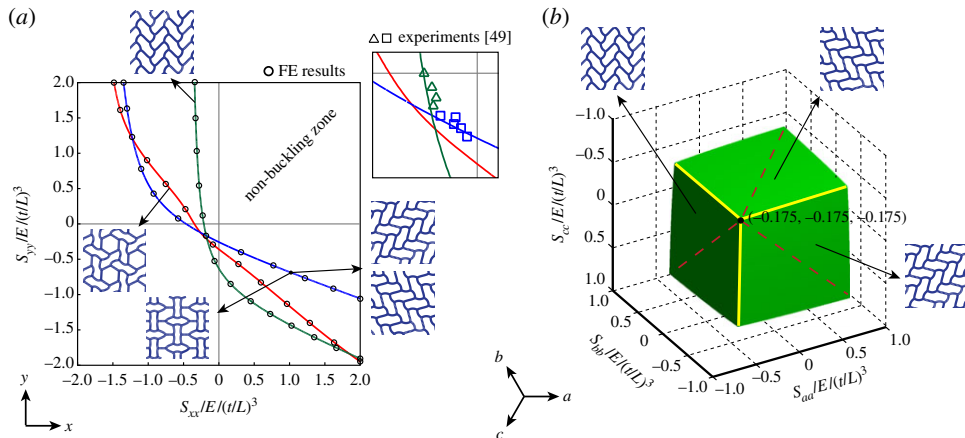 (a)
FE results
experiments [49]
non-buckling zone
2.0
1.5
1.0
0.5
0
−0.5
−1.0
−1.5
−2.0
S_yy/E/(t/L)^3
−2.0 −1.5 −1.0 −0.5 0 0.5 1.0 1.5 2.0
S_xx/E/(t/L)^3
y
x
(b)
−1.0
−0.5
0
0.5
1.0
S_cc/E/(t/L)^3
(−0.175, −0.175, −0.175)
1.0
0.5
0
−0.5
−1.0
S_bb/E/(t/L)^3
−1.0
−0.5
0
0.5
1.0
S_aa/E/(t/L)^3
b
a
c